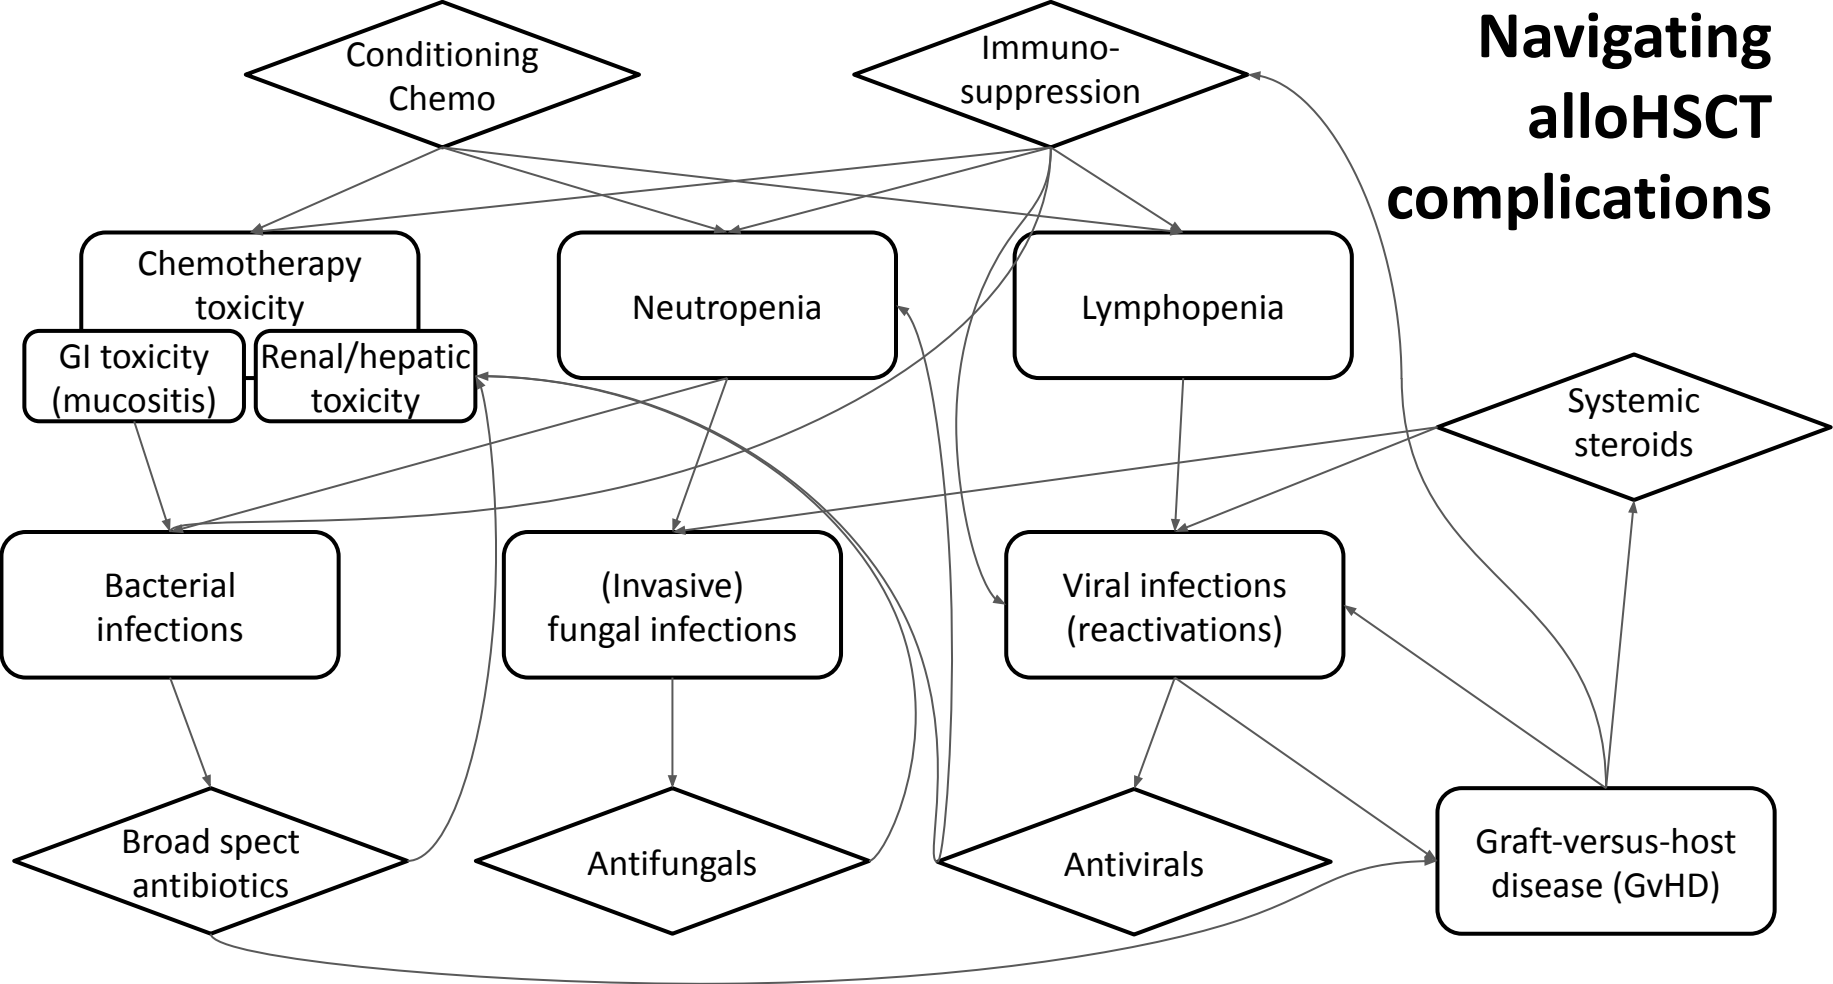 Navigating
alloHSCT
complications
Conditioning
Chemo
Immuno-
suppression
Chemotherapy
toxicity
GI toxicity
(mucositis)
Renal/hepatic
toxicity
Neutropenia
Lymphopenia
Systemic
steroids
Bacterial
infections
(Invasive)
fungal infections
Viral infections
(reactivations)
Broad spect
antibiotics
Antifungals
Antivirals
Graft-versus-host
disease (GvHD)